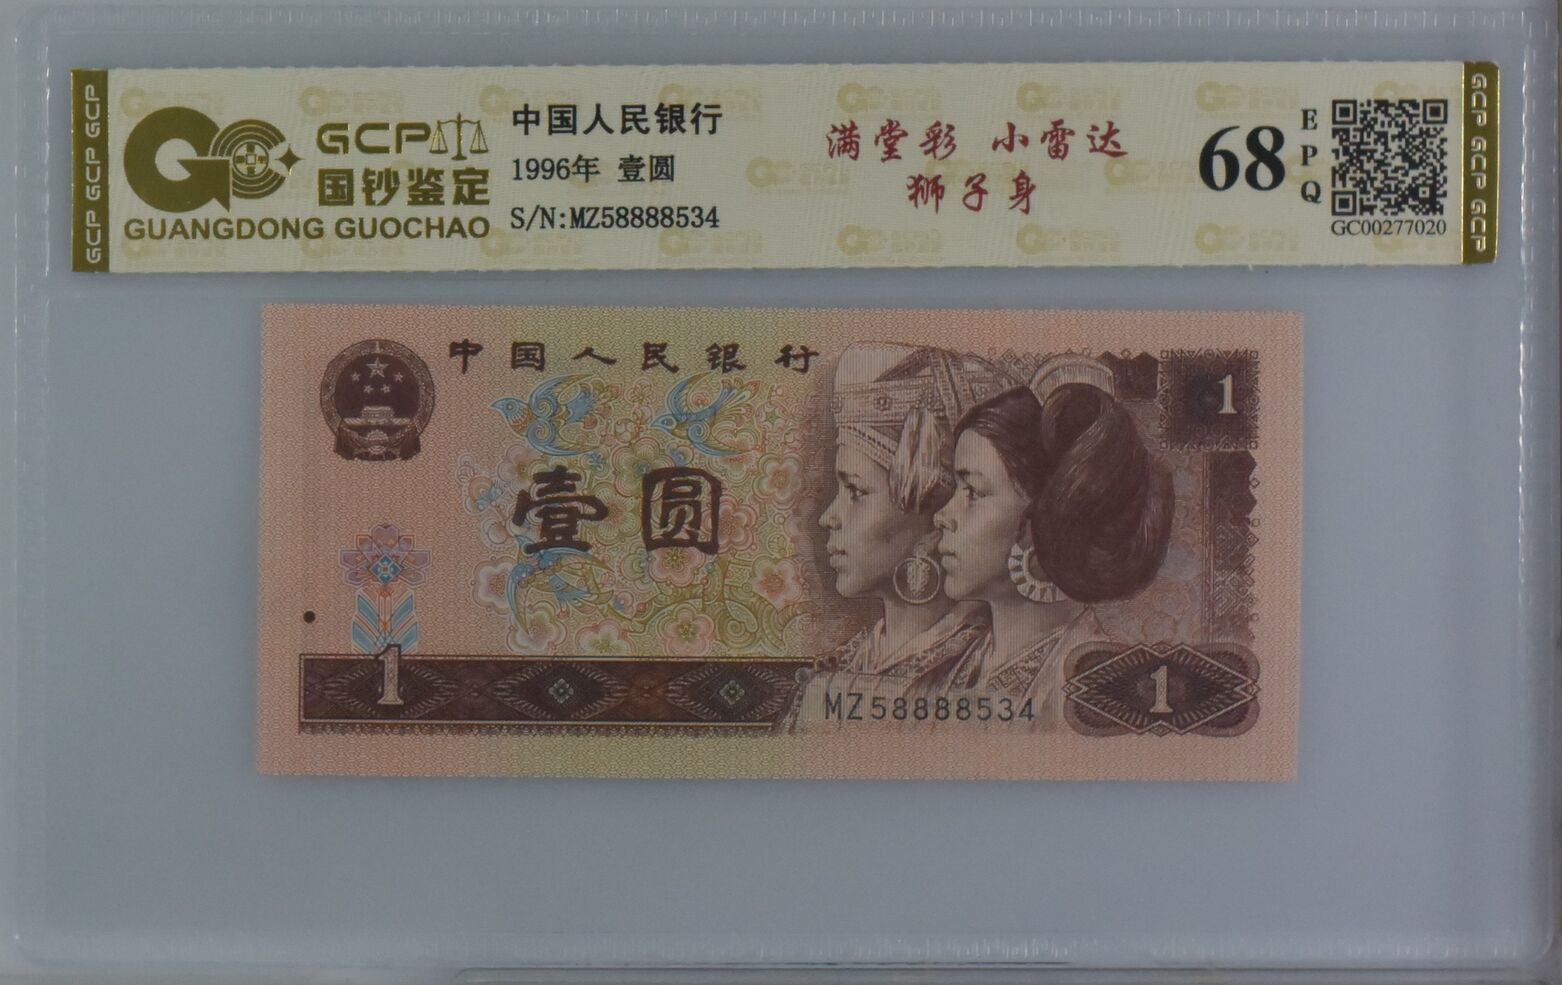 GCP GCP GCP
GCP
国钞鉴定
GUANGDONG GUOCHAO
中国人民银行
1996年 壹圆
S/N:MZ58888534
满堂彩 小雷达
狮子身
68
EPQ
GC00277020
GCP GCP GCP
中国人民银行
1
壹圆
1
MZ58888534
1